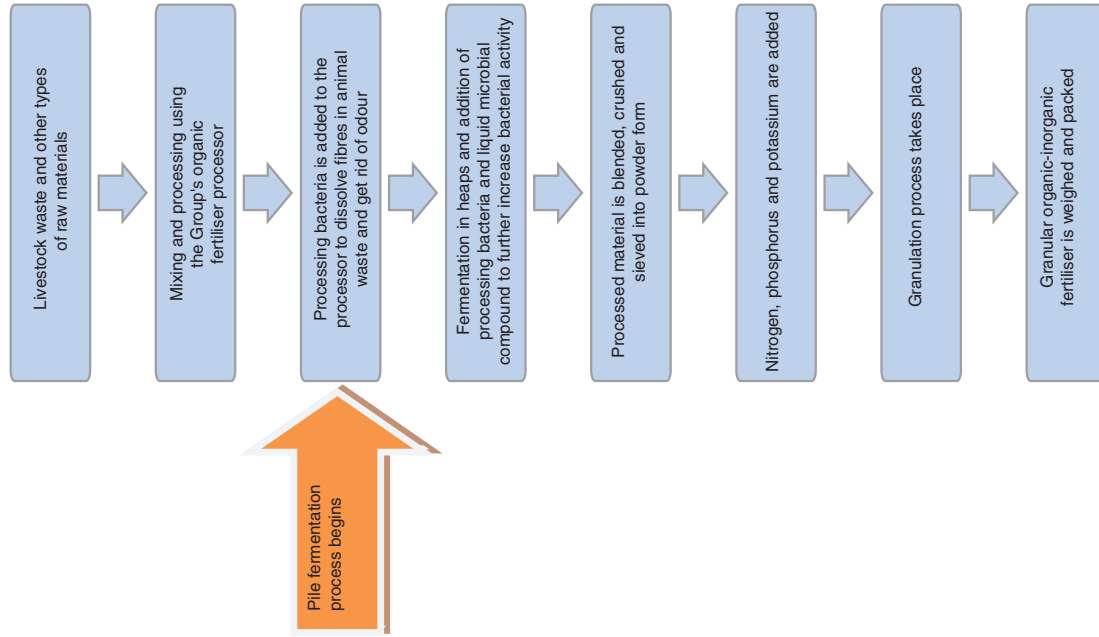 Livestock waste and other types
of raw materials
Mixing and processing using
the Group's organic
fertiliser processor
Pile fermentation
process begins
Processing bacteria is added to the
processor to dissolve fibres in animal
waste and get rid of odour
Fermentation in heaps and addition of
processing bacteria and liquid microbial
compound to further increase bacterial activity
Processed material is blended, crushed and
sieved into powder form
Nitrogen, phosphorus and potassium are added
Granulation process takes place
Granular organic-inorganic
fertiliser is weighed and packed